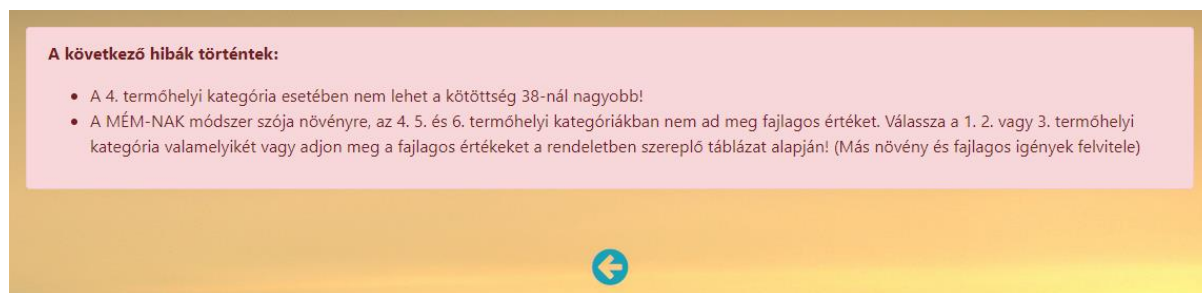 A következő hibák történtek:
• A 4. termőhelyi kategória esetében nem lehet a kötöttség 38-nál nagyobb!
• A MÉM-NAK módszer szója növényre, az 4. 5. és 6. termőhelyi kategóriákban nem ad meg fajlagos értéket. Válassza a 1. 2. vagy 3. termőhelyi
kategória valamelyikét vagy adjon meg a fajlagos értékeket a rendeletben szereplő táblázat alapján! (Más növény és fajlagos igények felvitele)